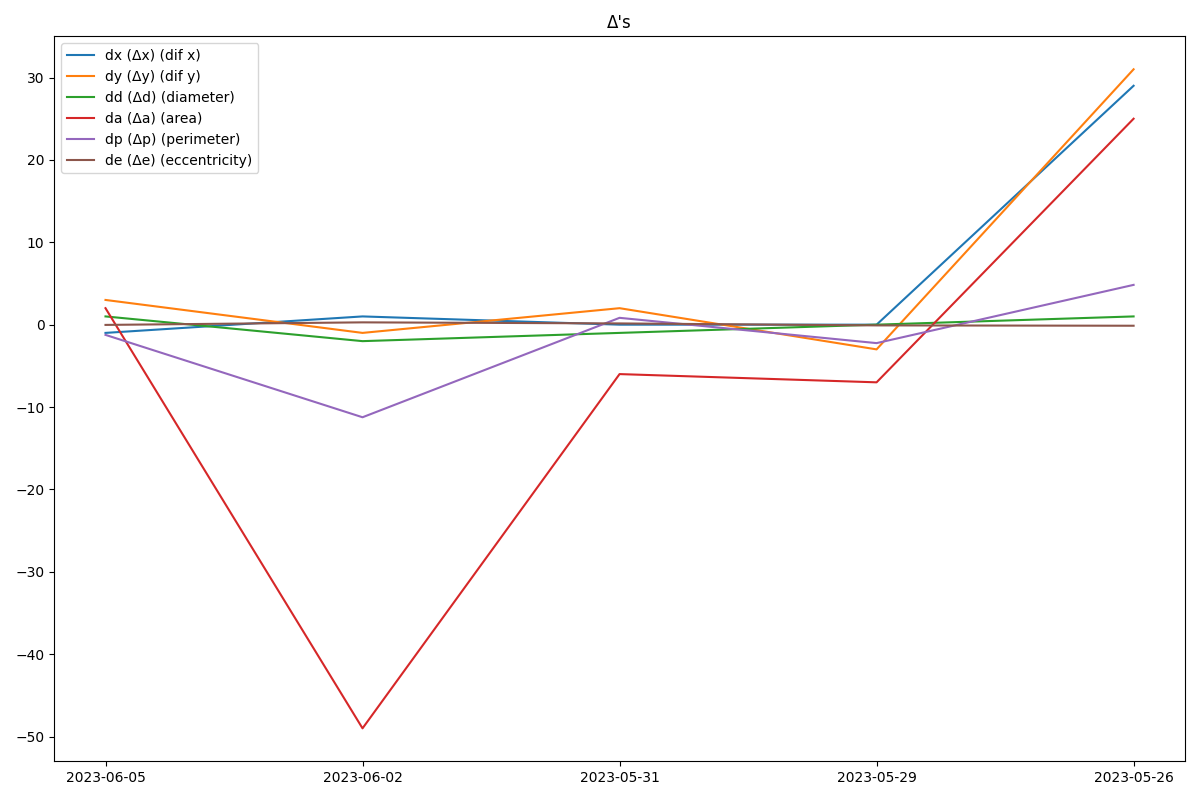 Δ's
dx (Δx) (dif x)
dy (Δy) (dif y)
dd (Δd) (diameter)
da (Δa) (area)
dp (Δp) (perimeter)
de (Δe) (eccentricity)
30
20
10
0
−10
−20
−30
−40
−50
2023-06-05 2023-06-02 2023-05-31 2023-05-29 2023-05-26